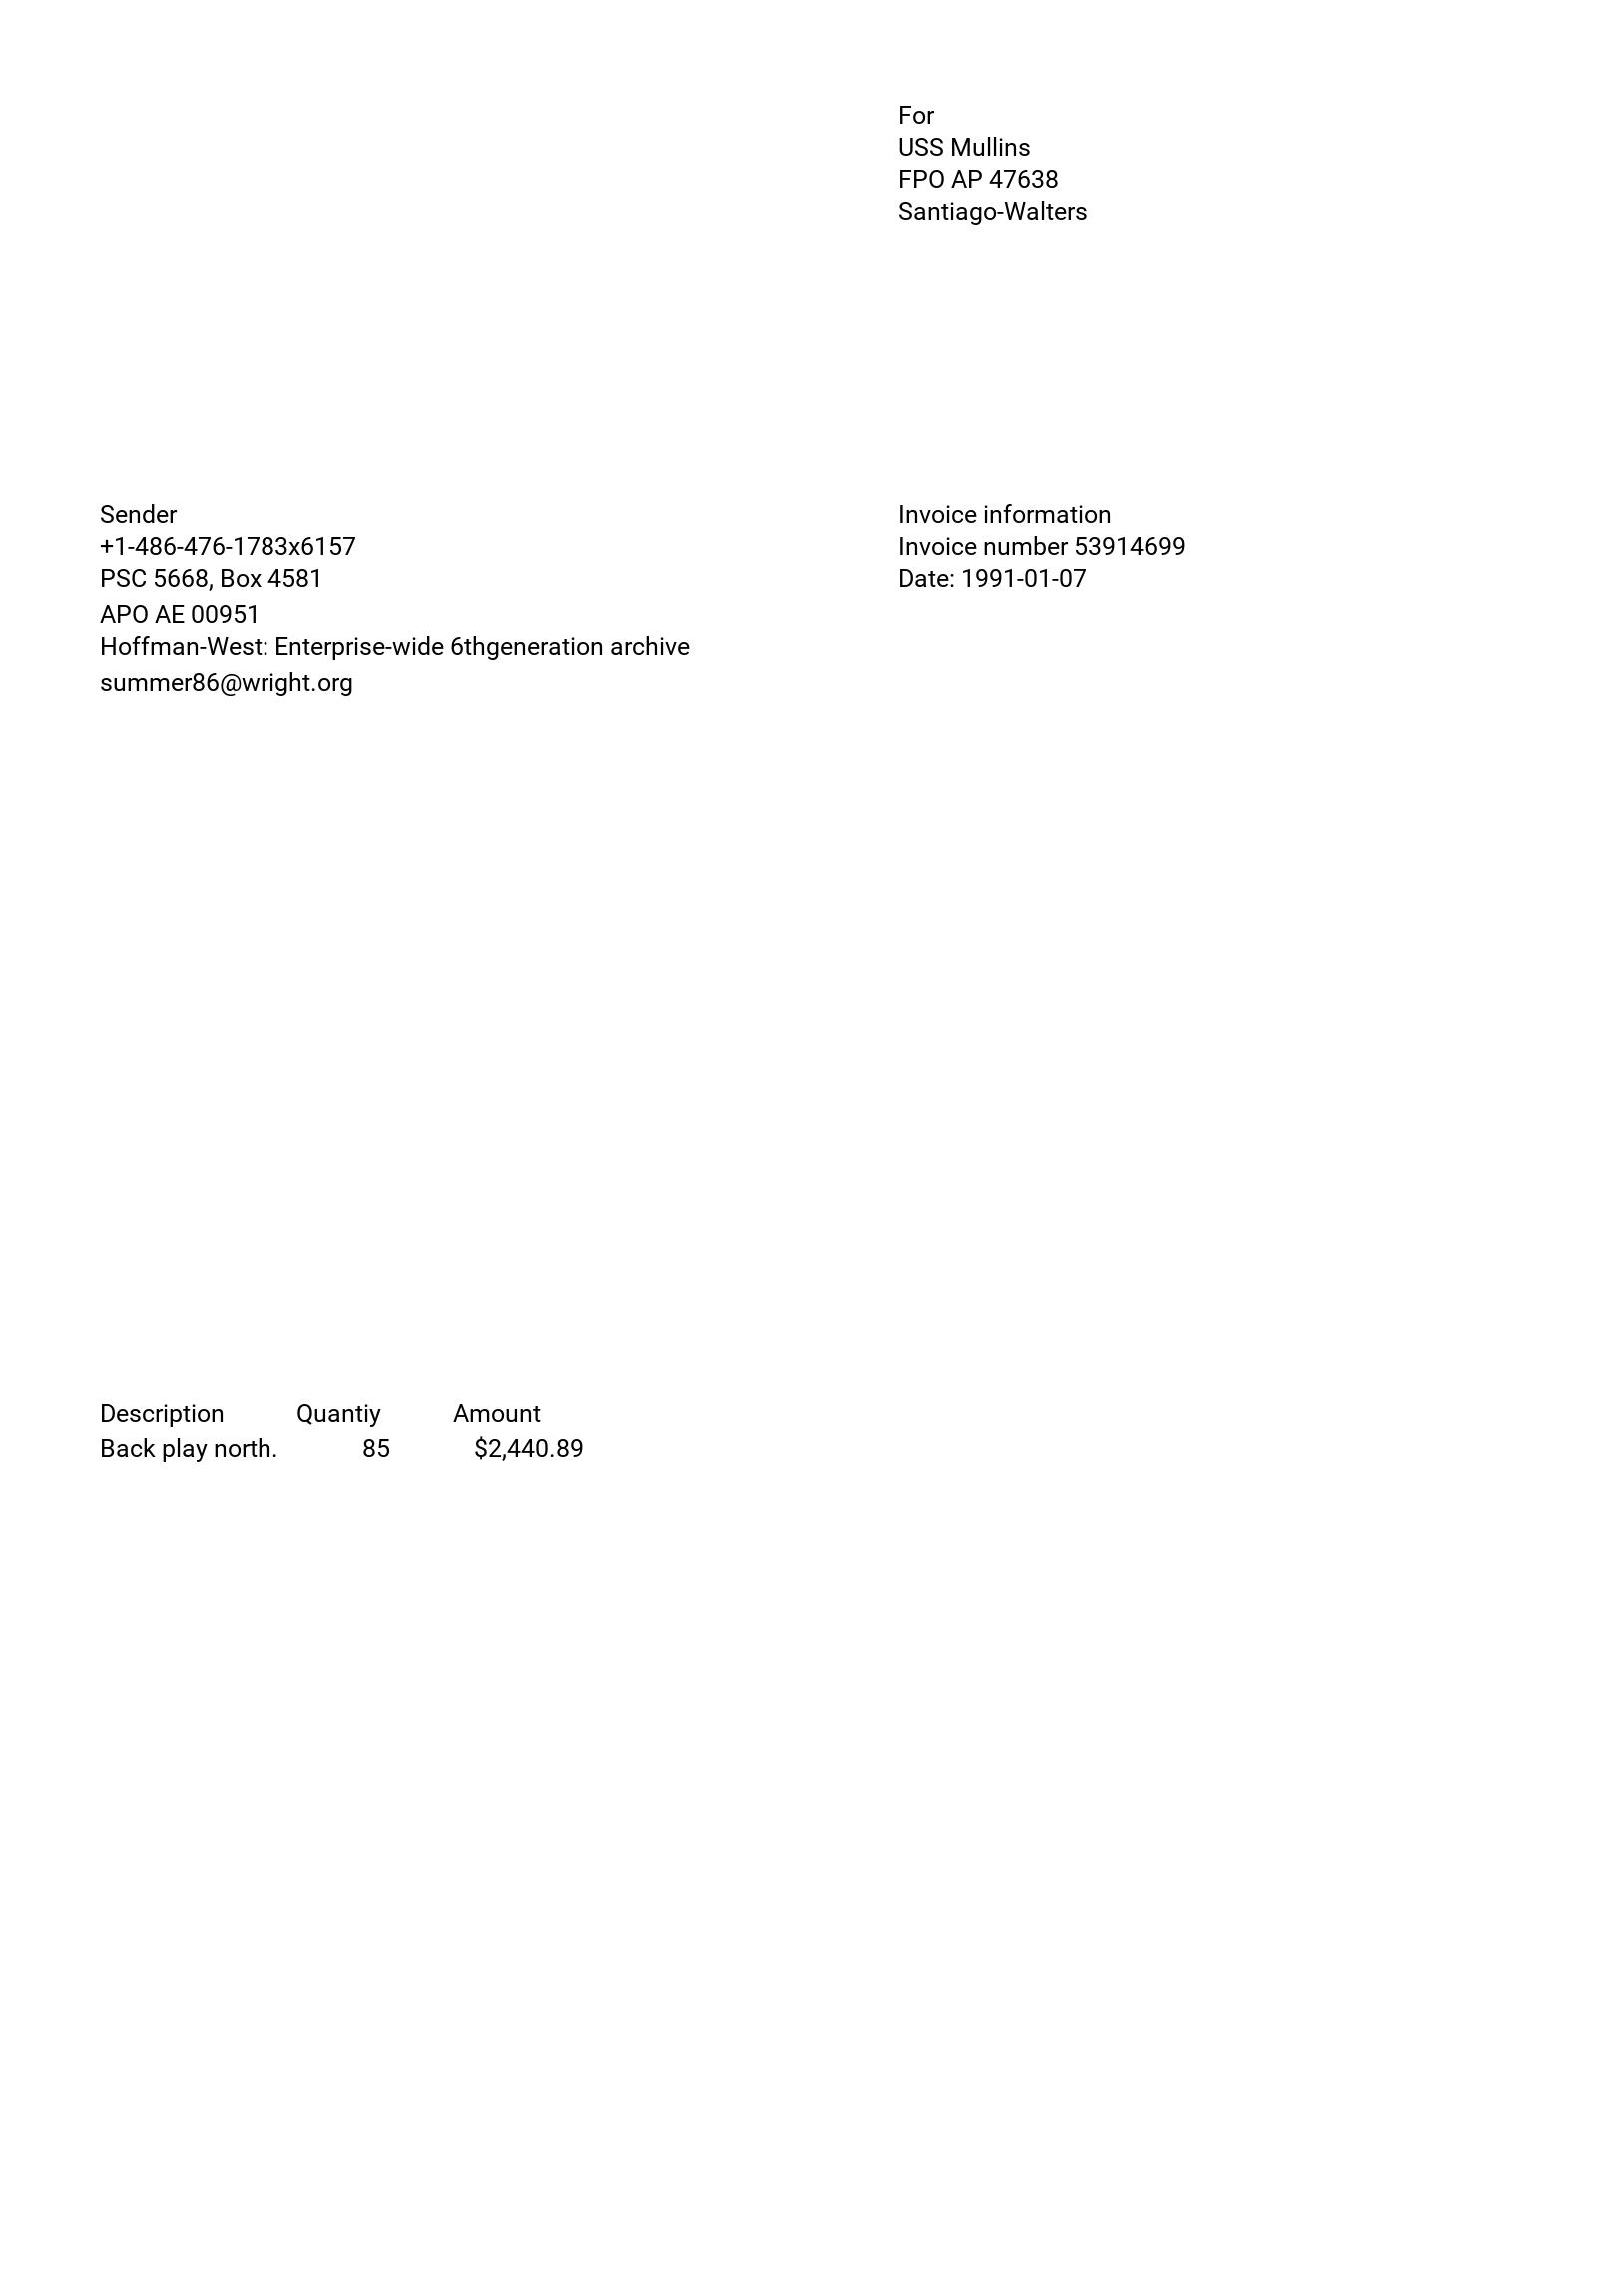 For
USS Mullins
FPO AP 47638
Santiago-Walters
Sender
+1-486-476-1783x6157
PSC 5668, Box 4581
APO AE 00951
Hoffman-West: Enterprise-wide 6thgeneration archive
summer86@wright.org
Invoice information
Invoice number 53914699
Date: 1991-01-07
Description Quantiy Amount
Back play north. 85 $2,440.89